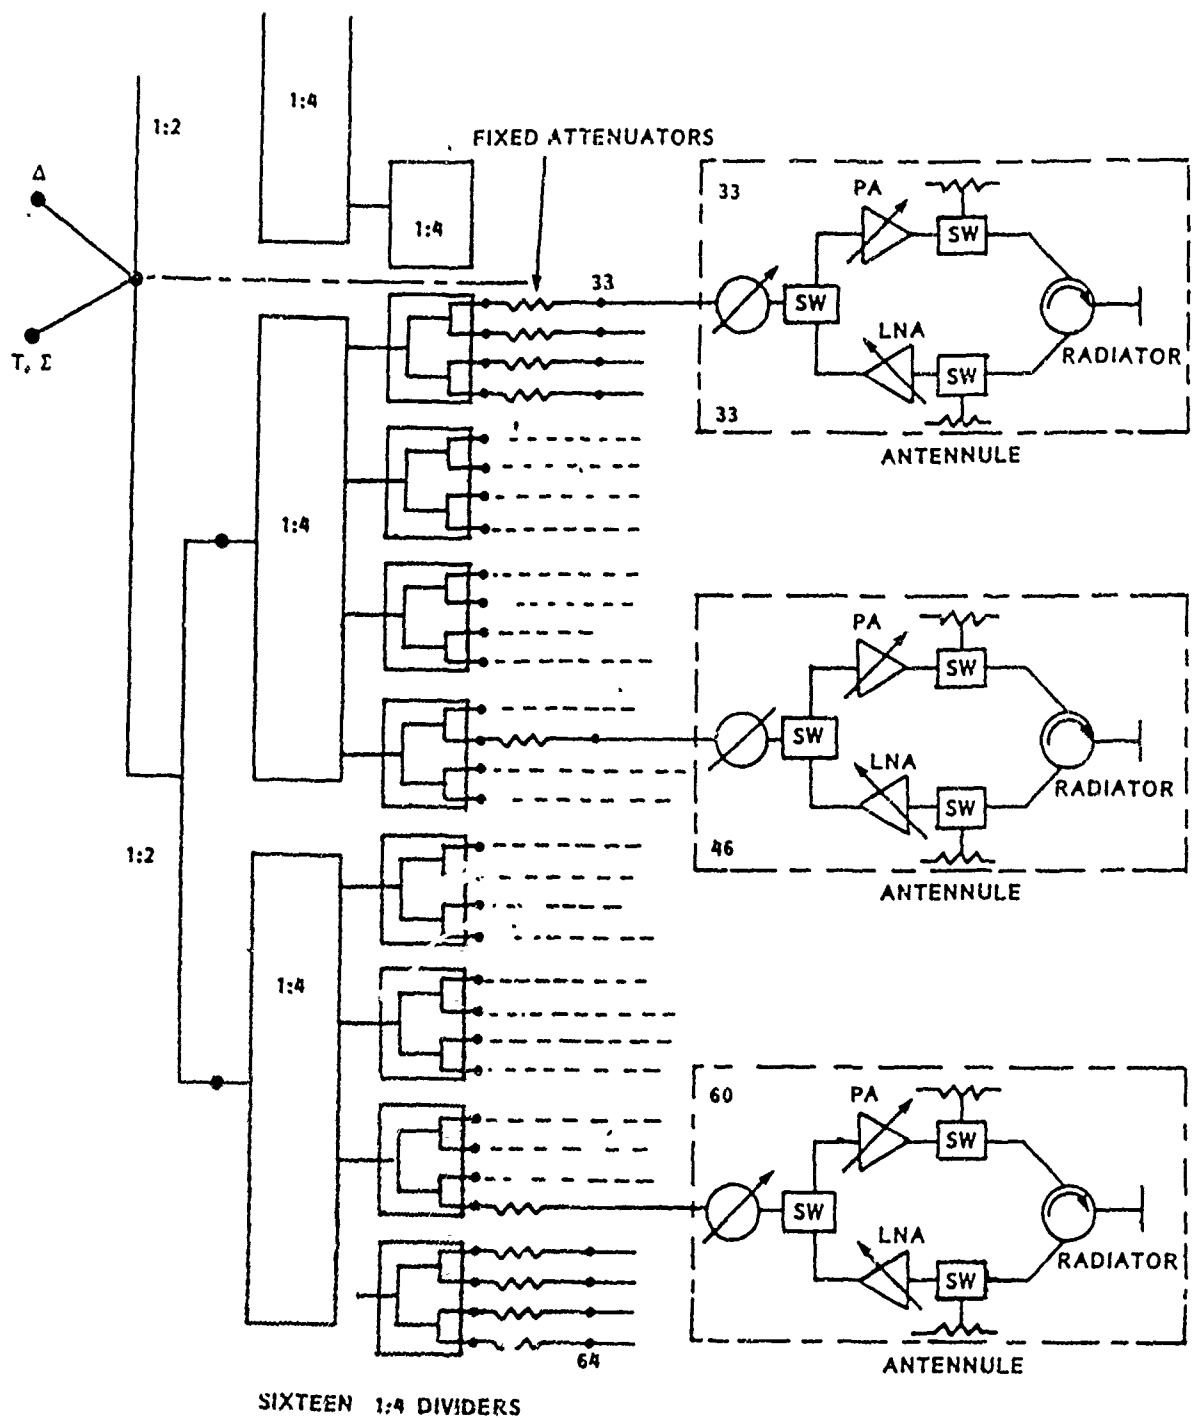 1:4
1:2
FIXED ATTENUATORS
Δ
1:4
33
T, Σ
33
PA
SW
SW
LNA
SW
RADIATOR
33
ANTENNULE
1:4
PA
SW
SW
LNA
SW
RADIATOR
46
ANTENNULE
1:2
1:4
60
PA
SW
SW
LNA
SW
RADIATOR
ANTENNULE
64
SIXTEEN 1:4 DIVIDERS